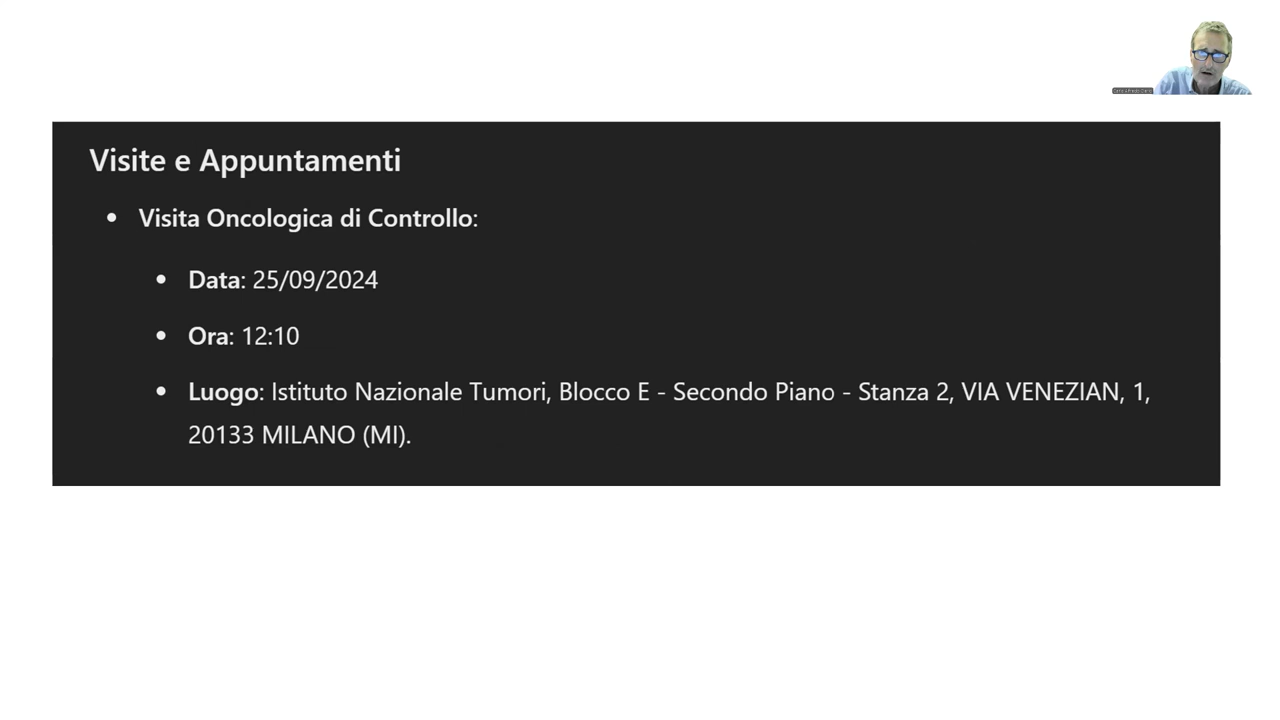 Visite e Appuntamenti
• Visita Oncologica di Controllo:
• Data: 25/09/2024
• Ora: 12:10
• Luogo: Istituto Nazionale Tumori, Blocco E - Secondo Piano - Stanza 2, VIA VENEZIAN, 1,
20133 MILANO (MI).